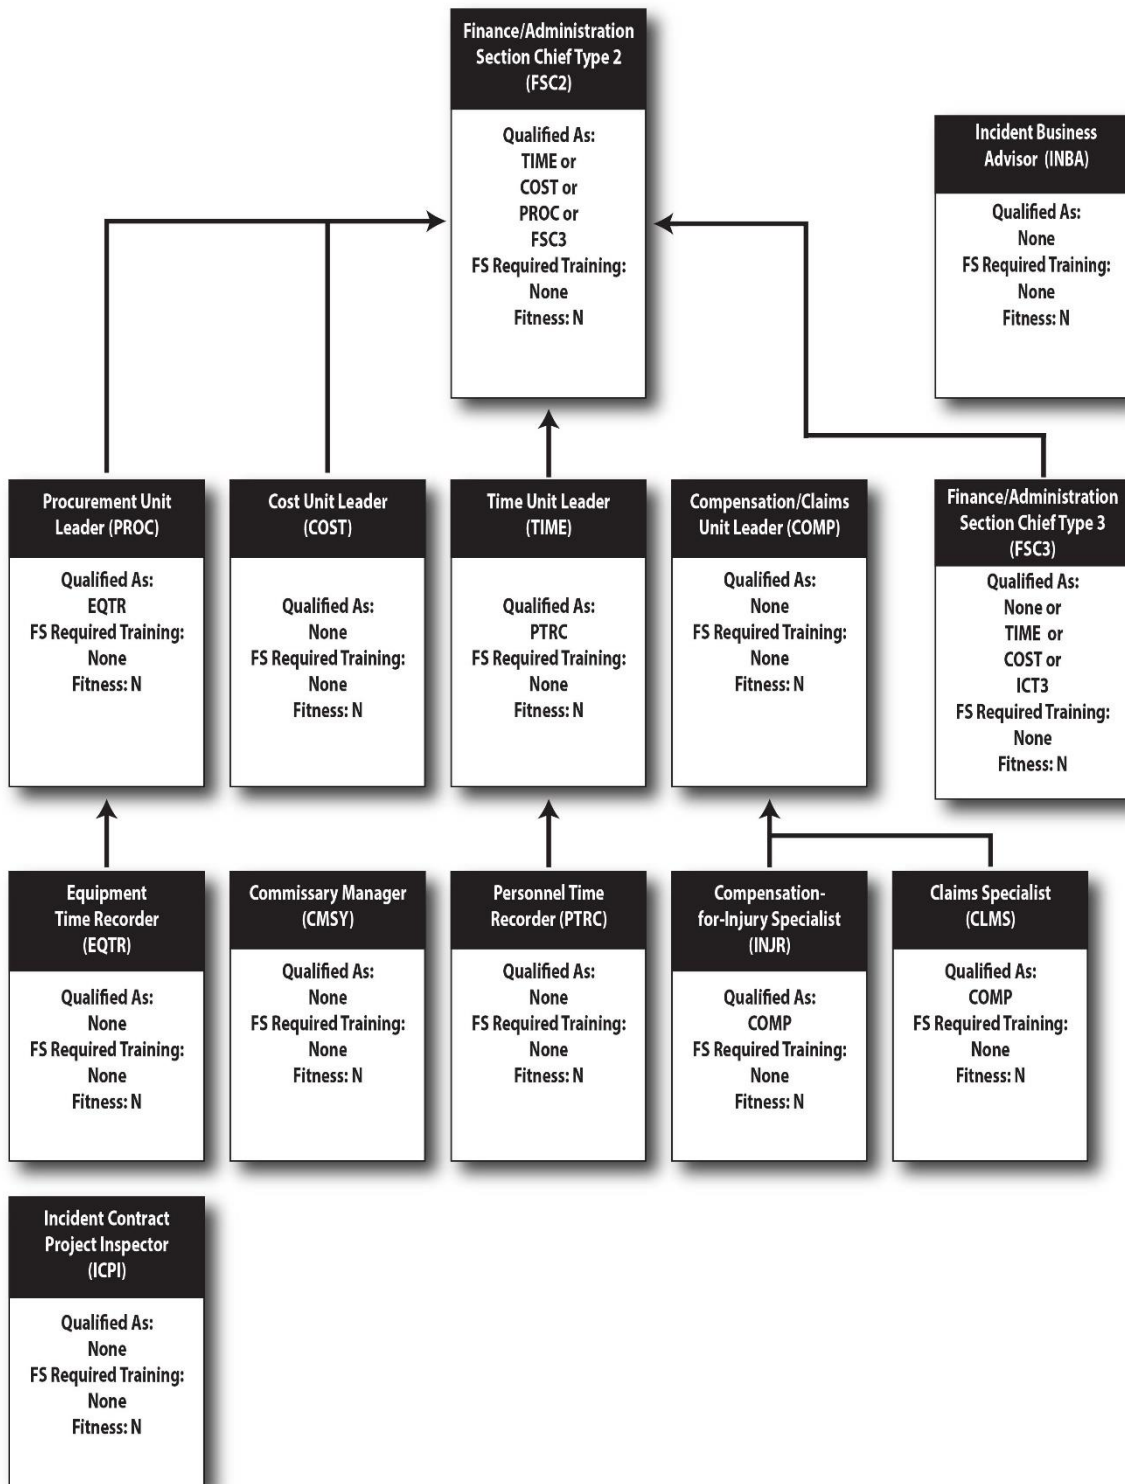 Finance/Administration
Section Chief Type 2
(FSC2)
Qualified As:
TIME or
COST or
PROC or
FSC3
FS Required Training:
None
Fitness: N
Incident Business
Advisor (INBA)
Qualified As:
None
FS Required Training:
None
Fitness: N
Procurement Unit
Leader (PROC)
Qualified As:
EQTR
FS Required Training:
None
Fitness: N
Cost Unit Leader
(COST)
Qualified As:
None
FS Required Training:
None
Fitness: N
Time Unit Leader
(TIME)
Qualified As:
PTRC
FS Required Training:
None
Fitness: N
Compensation/Claims
Unit Leader (COMP)
Qualified As:
None
FS Required Training:
None
Fitness: N
Finance/Administration
Section Chief Type 3
(FSC3)
Qualified As:
None or
TIME or
COST or
ICT3
FS Required Training:
None
Fitness: N
Equipment
Time Recorder
(EQTR)
Qualified As:
None
FS Required Training:
None
Fitness: N
Commissary Manager
(CMSY)
Qualified As:
None
FS Required Training:
None
Fitness: N
Personnel Time
Recorder (PTRC)
Qualified As:
None
FS Required Training:
None
Fitness: N
Compensation-
for-Injury Specialist
(INJR)
Qualified As:
COMP
FS Required Training:
None
Fitness: N
Claims Specialist
(CLMS)
Qualified As:
COMP
FS Required Training:
None
Fitness: N
Incident Contract
Project Inspector
(ICPI)
Qualified As:
None
FS Required Training:
None
Fitness: N